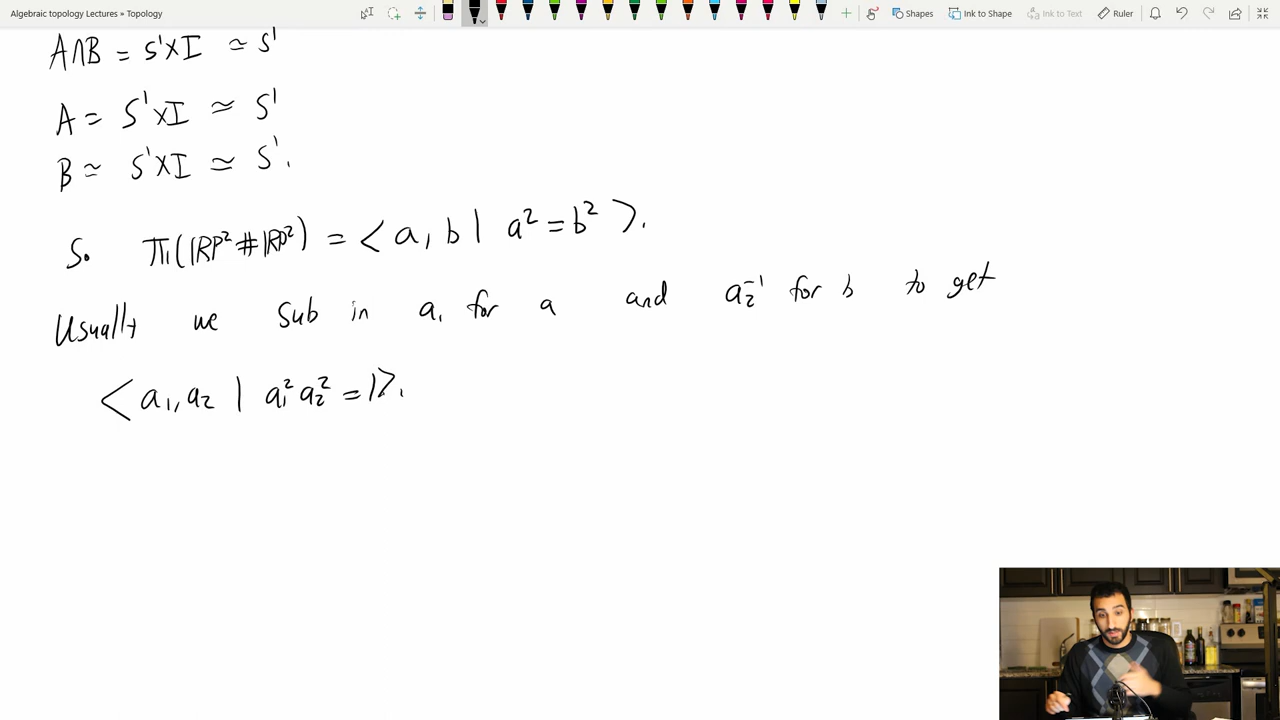 Algebraic topology Lectures » Topology
Shapes Ink to Shape Ink to Text Ruler
A∩B = S¹×I ≃ S¹
A = S¹×I ≃ S¹
B ≃ S¹×I ≃ S¹.
So π₁(ℝP² # ℝP²) = < a, b | a² = b² >.
Usually we sub in a₁ for a and a₂⁻¹ for b to get
< a₁, a₂ | a₁² a₂² = 1 >.